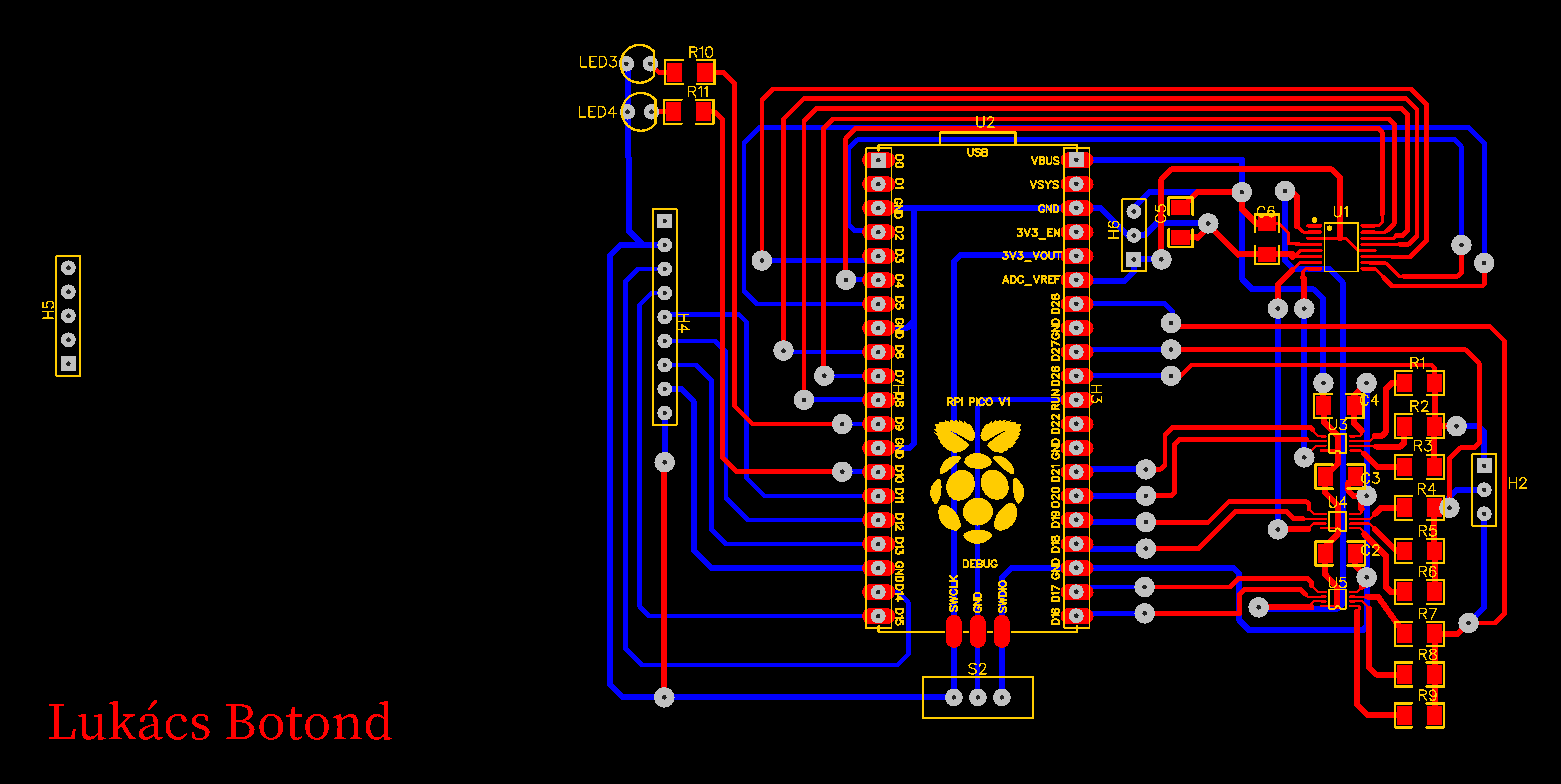 LED3
R10
LED4
R11
U2
USB
D0
D1
GND
D2
D3
D4
D5
GND
D6
D7
D8
D9
GND
D10
D11
D12
D13
GND
D14
D15
VBUS
VSYS
GND
3V3_EN
3V3_VOUT
ADC_VREF
D28
GND
D27
D26
RUN
D22
GND
D21
D20
D19
D18
GND
D17
D16
H3
RPI PICO V1
DEBUG
SWCLK
GND
SWDIO
S2
H5
H4
H6
C5
C6
U1
R1
C4
R2
U3
R3
C3
R4
H2
U4
R5
C2
R6
U5
R7
R8
R9
Lukács Botond